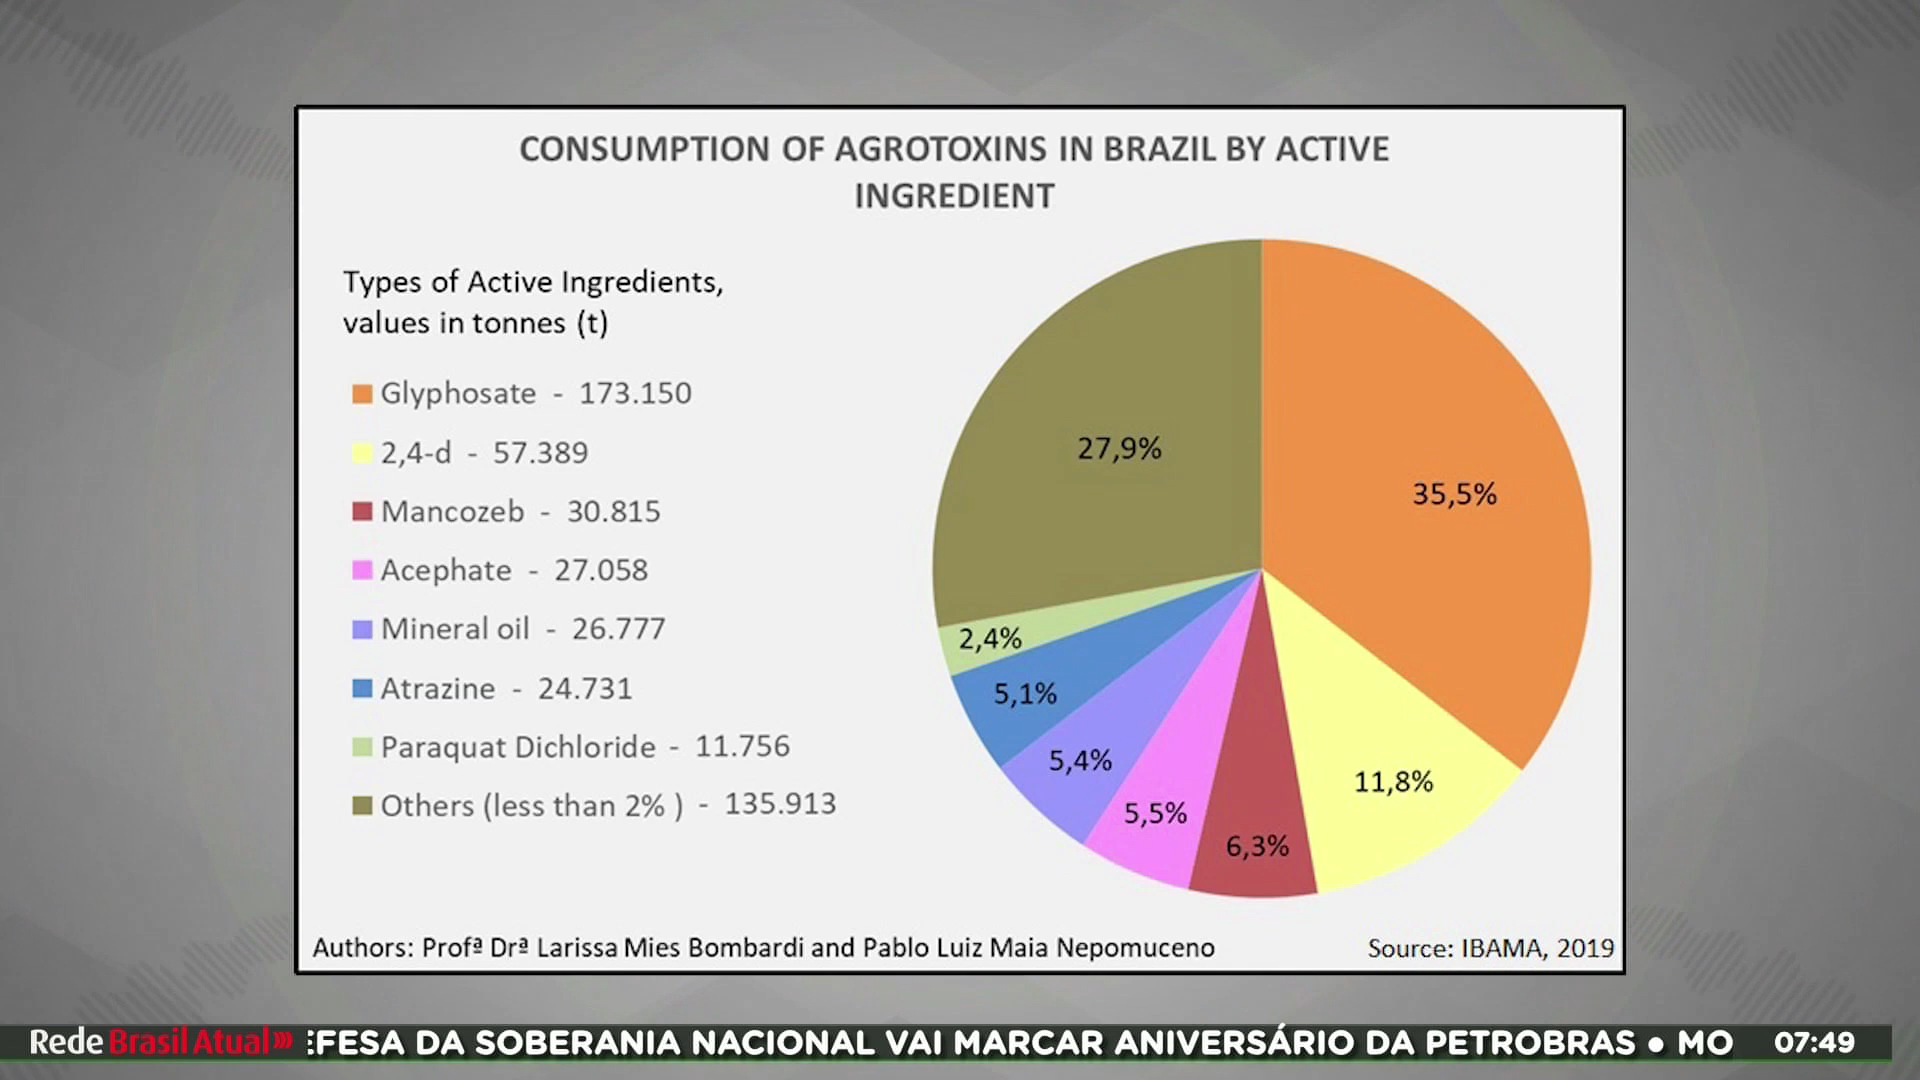 CONSUMPTION OF AGROTOXINS IN BRAZIL BY ACTIVE
INGREDIENT
Types of Active Ingredients,
values in tonnes (t)
Glyphosate - 173.150
2,4-d - 57.389
Mancozeb - 30.815
Acephate - 27.058
Mineral oil - 26.777
Atrazine - 24.731
Paraquat Dichloride - 11.756
Others (less than 2% ) - 135.913
27,9%
35,5%
2,4%
5,1%
5,4%
5,5%
6,3%
11,8%
Authors: Profª Drª Larissa Mies Bombardi and Pablo Luiz Maia Nepomuceno
Source: IBAMA, 2019
Rede Brasil Atual
EFESA DA SOBERANIA NACIONAL VAI MARCAR ANIVERSÁRIO DA PETROBRAS ● MO
07:49